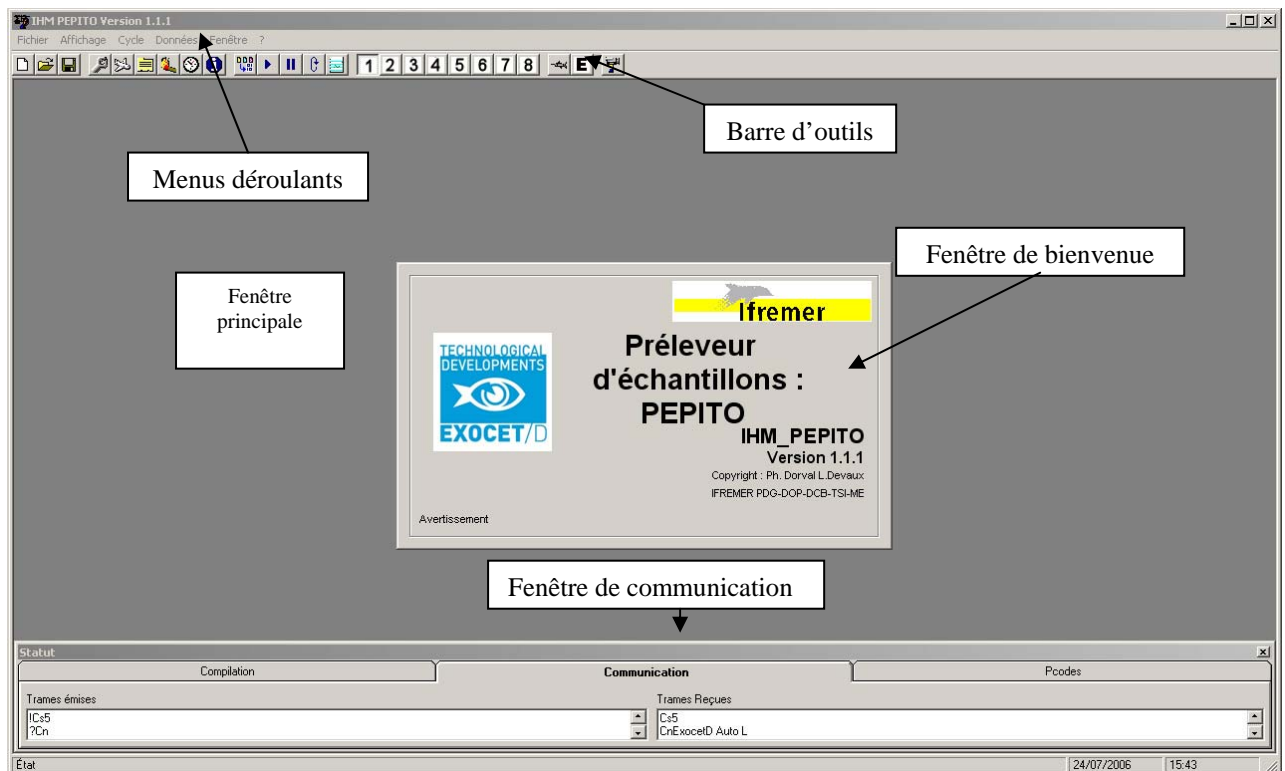 IHM PEPITO Version 1.1.1
Fichier Affichage Cycle Données Fenêtre ?
1 2 3 4 5 6 7 8 E
Barre d’outils
Menus déroulants
Fenêtre de bienvenue
Fenêtre
principale
Ifremer
TECHNOLOGICAL
DEVELOPMENTS
EXOCET/D
Préleveur
d'échantillons :
PEPITO
IHM_PEPITO
Version 1.1.1
Copyright : Ph. Dorval L.Devaux
IFREMER PDG-DOP-DCB-TSI-ME
Avertissement
Fenêtre de communication
Statut
Compilation
Communication
Pcodes
Trames émises
!Cs5
?Cn
Trames Reçues
Cs5
CnExocetD Auto L
État
24/07/2006
15:43